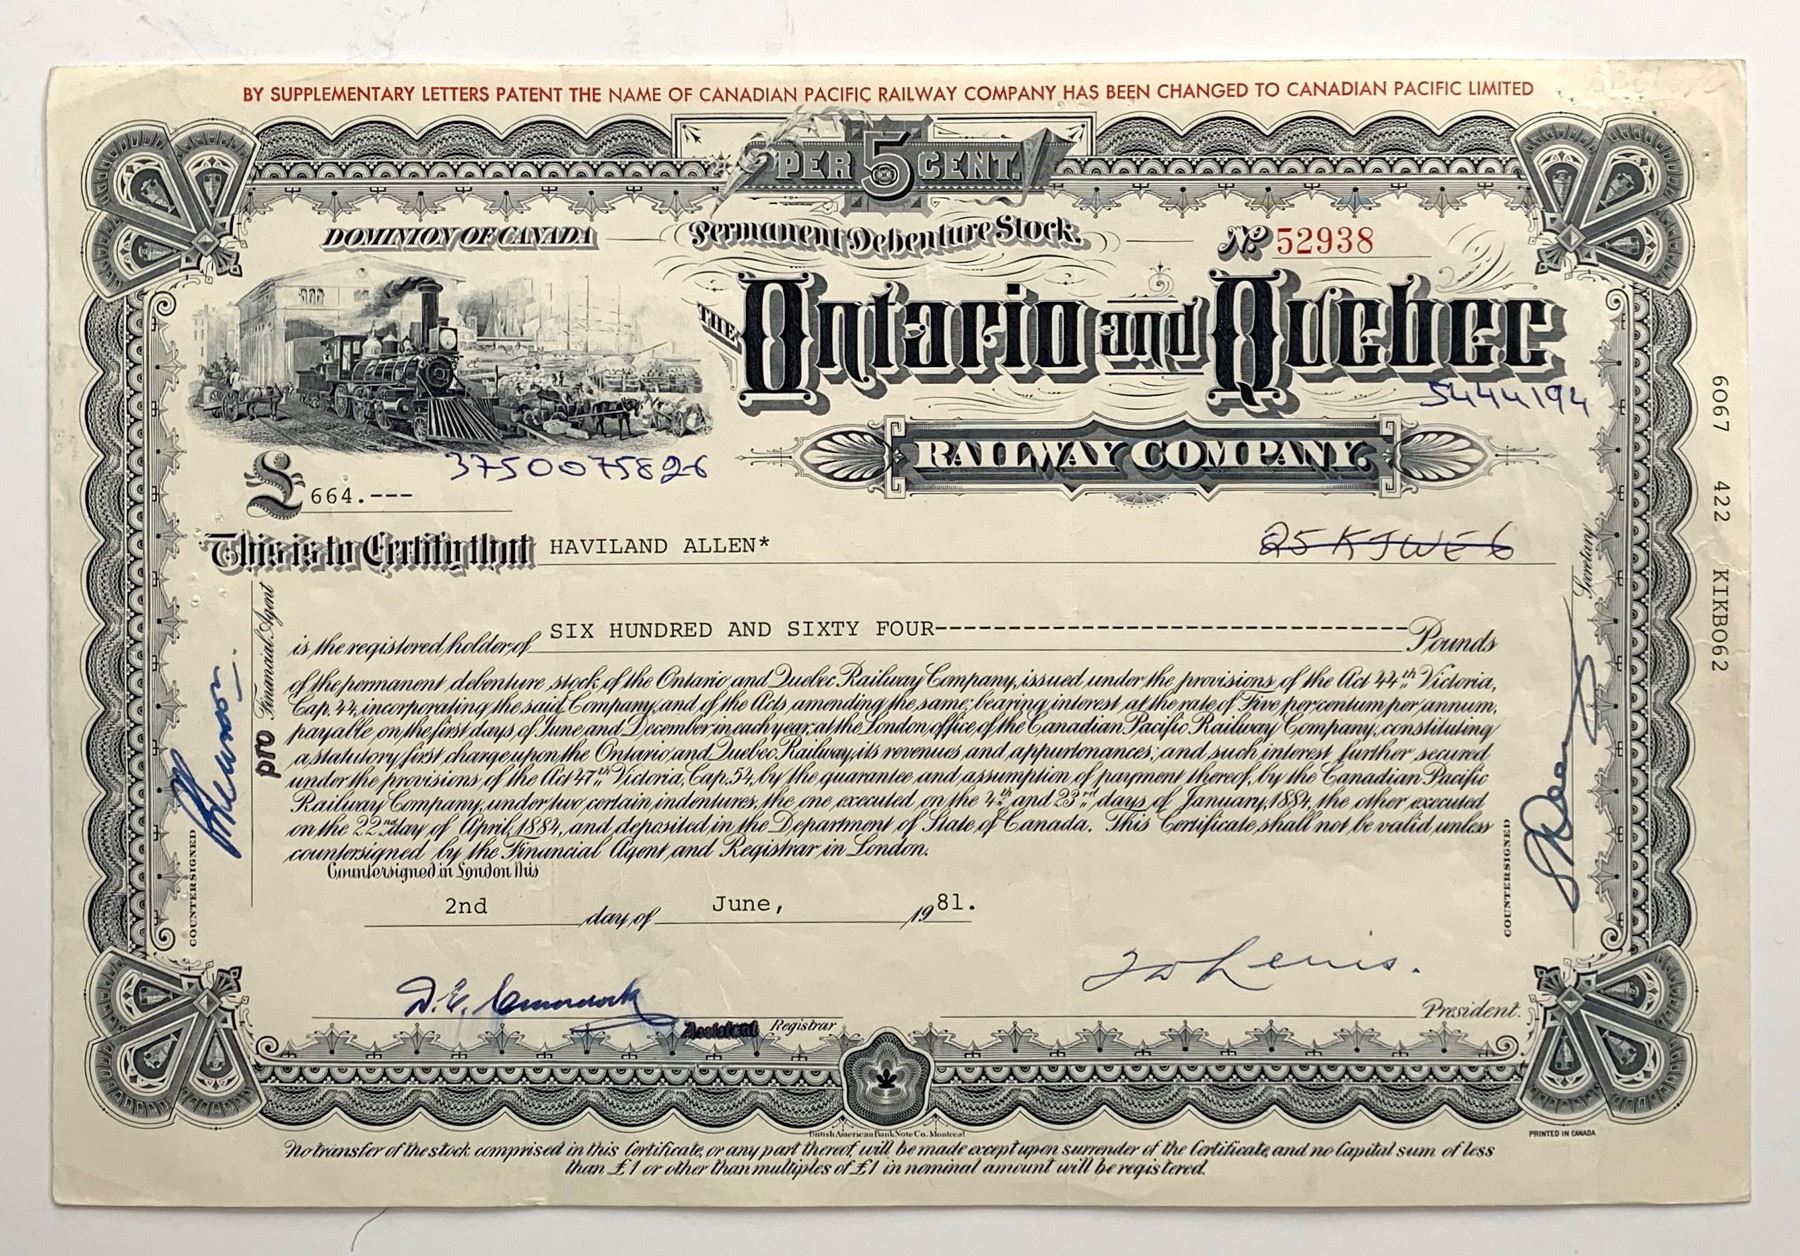 BY SUPPLEMENTARY LETTERS PATENT THE NAME OF CANADIAN PACIFIC RAILWAY COMPANY HAS BEEN CHANGED TO CANADIAN PACIFIC LIMITED
PER 5 CENT.
DOMINION OF CANADA
Permanent Debenture Stock.
No 52938
THE Ontario and Quebec
5444194
RAILWAY COMPANY.
3750075826
£ 664.---
This is to Certify that HAVILAND ALLEN*
is the registered holder of SIX HUNDRED AND SIXTY FOUR--- Pounds
of the permanent debenture stock of the Ontario and Quebec Railway Company, issued under the provisions of the Act 44th Victoria,
Cap. 44, incorporating the said Company, and of the Acts amending the same; bearing interest at the rate of Five per centum per annum,
payable on the first days of June and December in each year, at the London office of the Canadian Pacific Railway Company, constituting
a statutory first charge upon the Ontario and Quebec Railway, its revenues and appurtenances; and such interest further secured
under the provisions of the Act 47th Victoria, Cap. 54, by the guarantee and assumption of payment thereof, by the Canadian Pacific
Railway Company, under two certain indentures, the one executed on the 4th and 23rd days of January, 1884, the other executed
on the 22nd day of April, 1884, and deposited in the Department of State of Canada. This Certificate shall not be valid unless
countersigned by the Financial Agent and Registrar in London.
Countersigned in London this
2nd day of June, 1981.
Registrar
President.
COUNTERSIGNED
pro Financial Agent
COUNTERSIGNED
Secretary
6067 422 KIKBO62
British American Bank Note Co. Montreal
PRINTED IN CANADA
No transfer of the stock comprised in this Certificate, or any part thereof, will be made except upon surrender of the Certificate, and no Capital sum of less
than £1 or other than multiples of £1 in nominal amount will be registered.